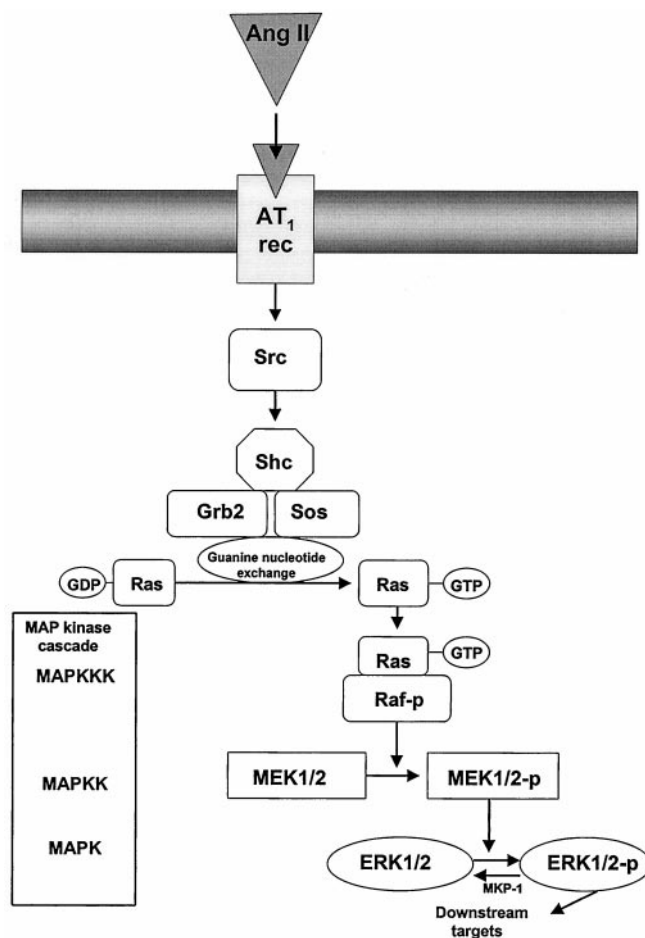 Ang II
AT1
rec
Src
Shc
Grb2
Sos
Guanine nucleotide
exchange
GDP
Ras
Ras
GTP
MAP kinase
cascade
MAPKKK
MAPKK
MAPK
Ras
GTP
Raf-p
MEK1/2
MEK1/2-p
ERK1/2
ERK1/2-p
MKP-1
Downstream
targets